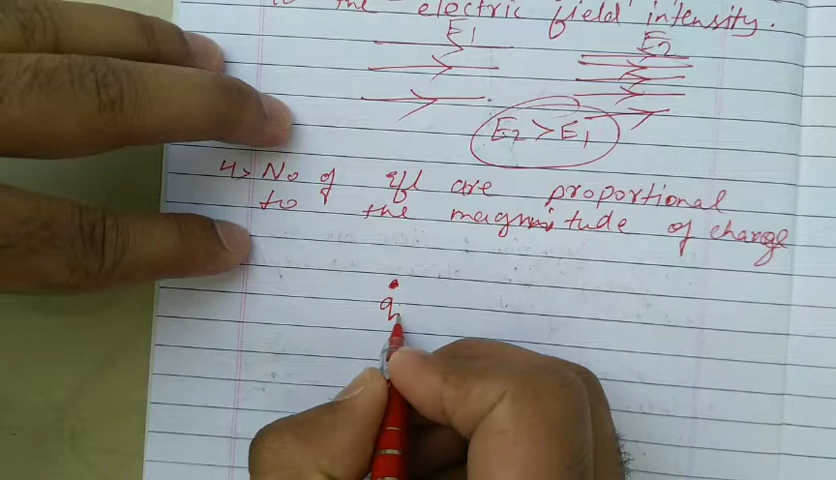 to the electric field intensity.
E1 E2
E2 > E1
4> No of efl are proportional
to the magnitude of charge
q